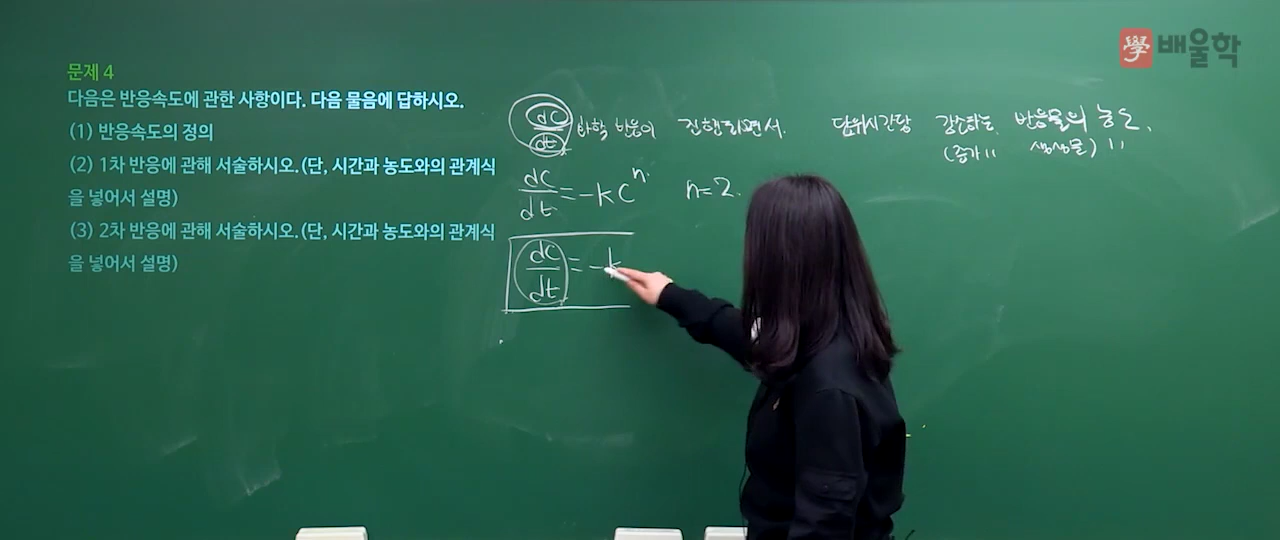 學 배울학
문제 4
다음은 반응속도에 관한 사항이다. 다음 물음에 답하시오.
(1) 반응속도의 정의
(2) 1차 반응에 관해 서술하시오.(단, 시간과 농도와의 관계식
을 넣어서 설명)
(3) 2차 반응에 관해 서술하시오.(단, 시간과 농도와의 관계식
을 넣어서 설명)
dC/dt 화학 반응이 진행되면서. 단위시간당 감소하는 반응물의 농도.
(증가 〃 생성물) 〃
dC/dt = -kC^n. n=2.
dC/dt = -k